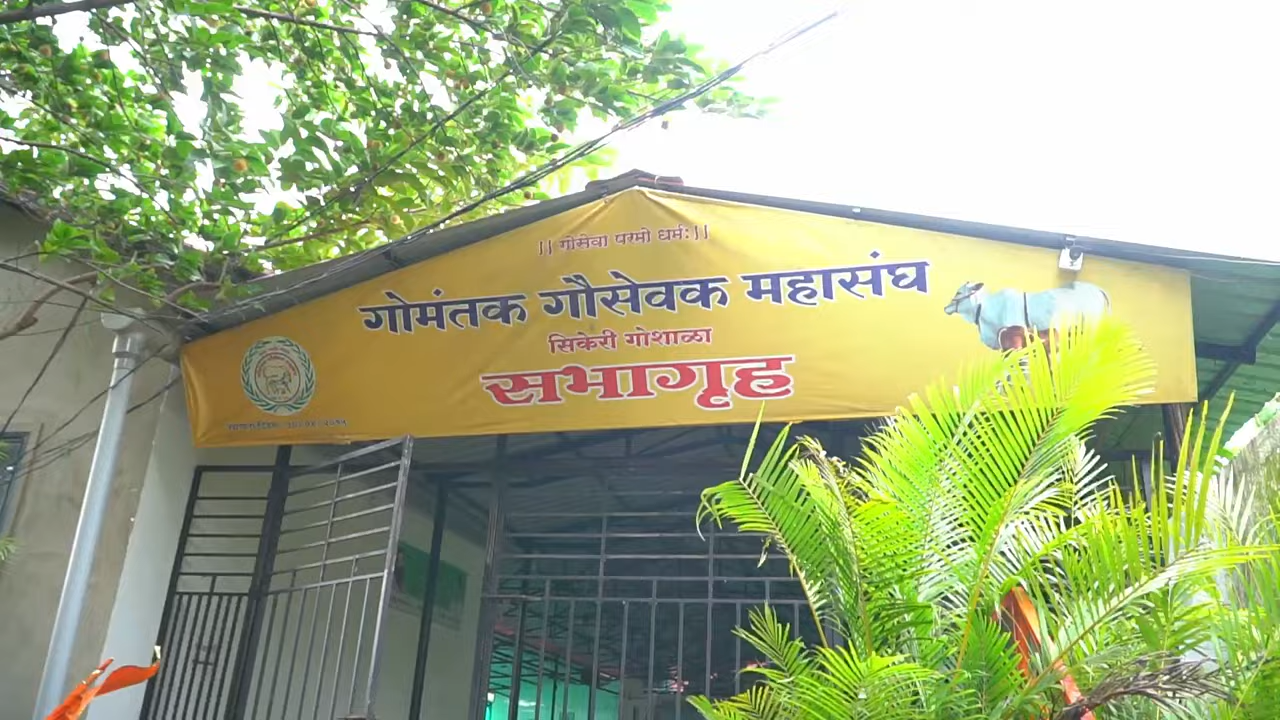 || गोसेवा परमो धर्मः ||
गोमंतक गौसेवक महासंघ
सिकेरी गोशाळा
सभागृह